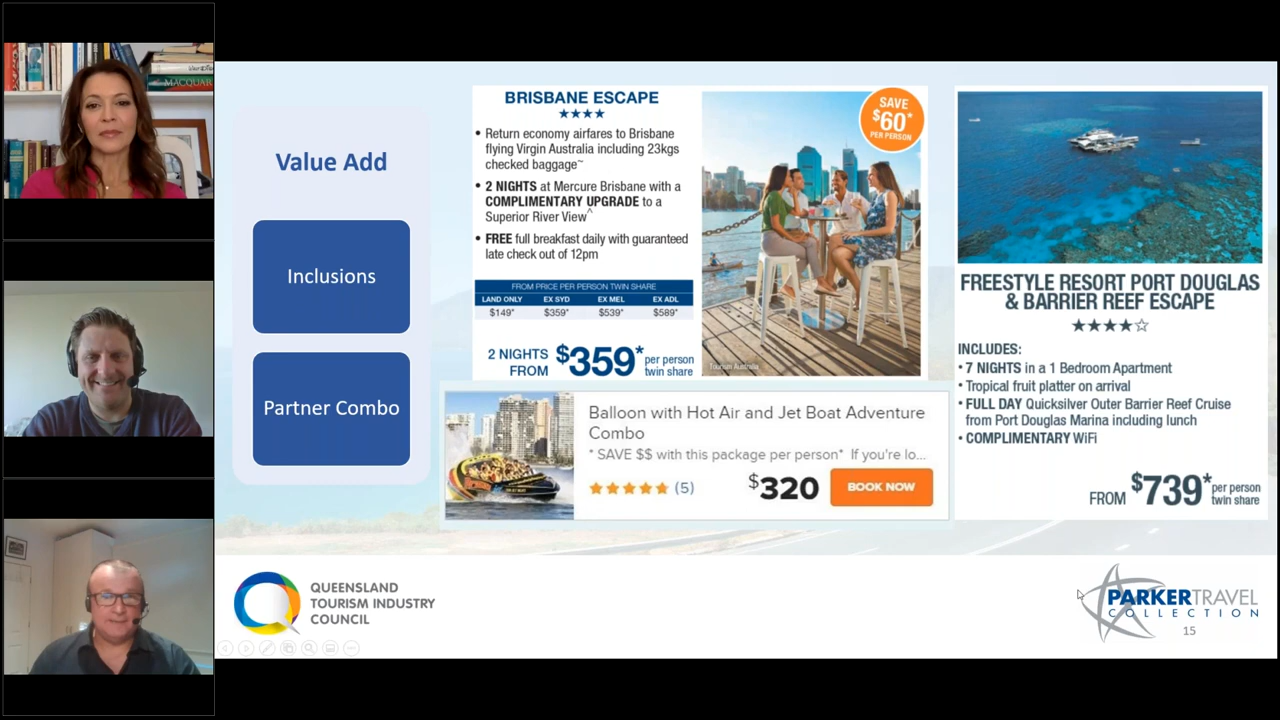 MACQUAR
Value Add
Inclusions
Partner Combo
BRISBANE ESCAPE
★★★★
• Return economy airfares to Brisbane
flying Virgin Australia including 23kgs
checked baggage~
• 2 NIGHTS at Mercure Brisbane with a
COMPLIMENTARY UPGRADE to a
Superior River View^
• FREE full breakfast daily with guaranteed
late check out of 12pm
FROM PRICE PER PERSON TWIN SHARE
LAND ONLY EX SYD EX MEL EX ADL
$149* $359* $539* $589*
2 NIGHTS FROM $359* per person twin share
SAVE
$60*
PER PERSON
Tourism Australia
Balloon with Hot Air and Jet Boat Adventure
Combo
* SAVE $$ with this package per person* If you're lo...
(5) $320 BOOK NOW
FREESTYLE RESORT PORT DOUGLAS
& BARRIER REEF ESCAPE
★★★★☆
INCLUDES:
• 7 NIGHTS in a 1 Bedroom Apartment
• Tropical fruit platter on arrival
• FULL DAY Quicksilver Outer Barrier Reef Cruise
from Port Douglas Marina including lunch
• COMPLIMENTARY WiFi
FROM $739* per person twin share
QUEENSLAND
TOURISM INDUSTRY
COUNCIL
PARKERTRAVEL
COLLECTION
15